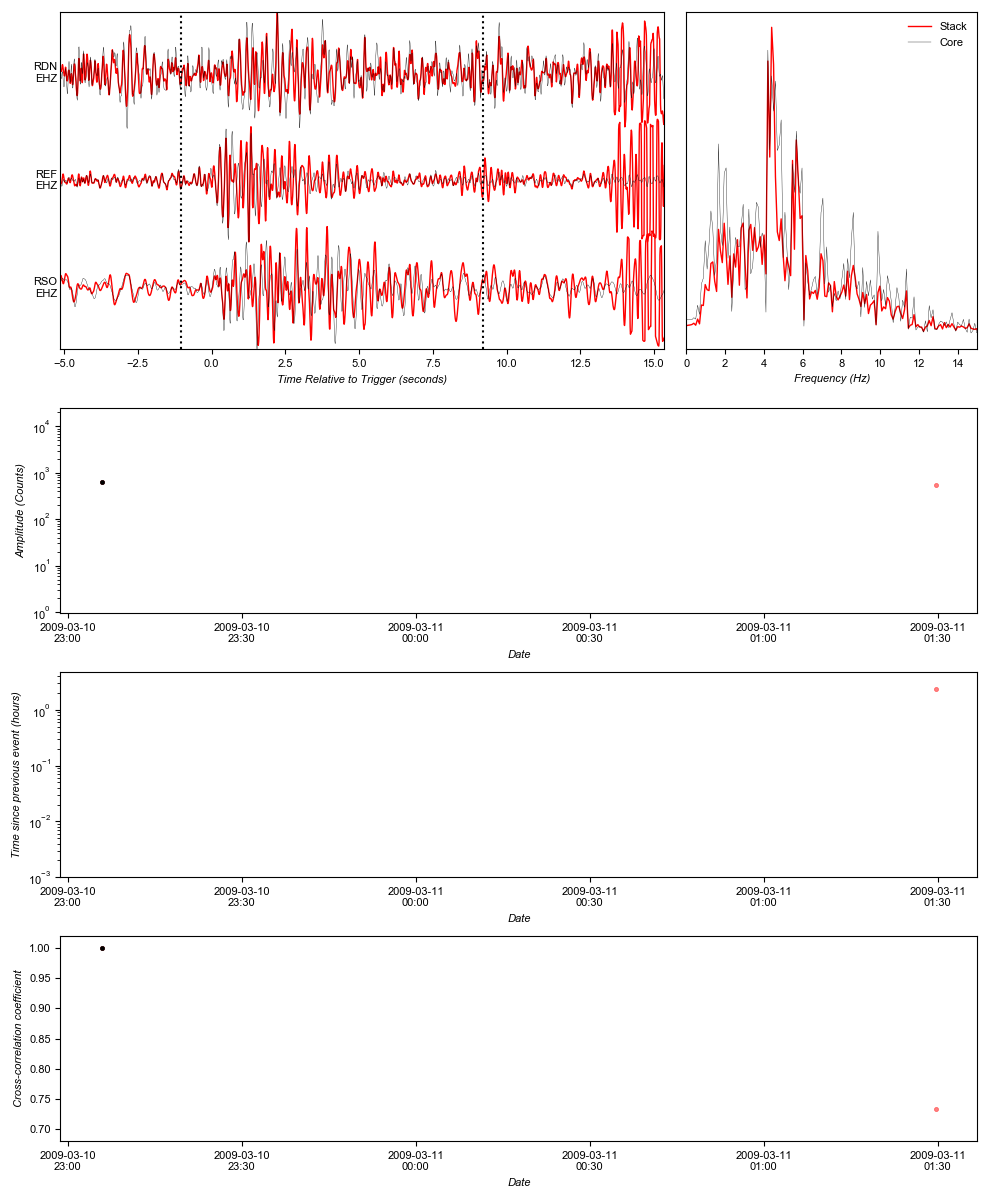 RDN
EHZ
REF
EHZ
RSO
EHZ
−5.0 −2.5 0.0 2.5 5.0 7.5 10.0 12.5 15.0
Time Relative to Trigger (seconds)
Stack
Core
0 2 4 6 8 10 12 14
Frequency (Hz)
10^4
10^3
10^2
10^1
10^0
Amplitude (Counts)
2009-03-10 2009-03-10 2009-03-11 2009-03-11 2009-03-11 2009-03-11
23:00 23:30 00:00 00:30 01:00 01:30
Date
10^0
10^−1
10^−2
10^−3
Time since previous event (hours)
2009-03-10 2009-03-10 2009-03-11 2009-03-11 2009-03-11 2009-03-11
23:00 23:30 00:00 00:30 01:00 01:30
Date
1.00
0.95
0.90
0.85
0.80
0.75
0.70
Cross-correlation coefficient
2009-03-10 2009-03-10 2009-03-11 2009-03-11 2009-03-11 2009-03-11
23:00 23:30 00:00 00:30 01:00 01:30
Date